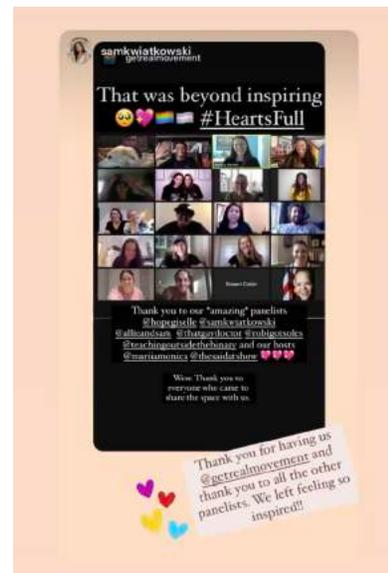 samkwiatkowski
getrealmovement
That was beyond inspiring
🥺💖🏳️‍🌈🏳️‍⚧️ #HeartsFull
Thank you to our "amazing" panelists
@hopegiselle @samkwiatkowski
@allieandsam @thatgaydoctor @tobigotsoles
@teachingoutsidethebinary and our hosts
@mariiamonica @thesaidatshow 💖💖💖
Wow. Thank you to
everyone who came to
share the space with us.
Thank you for having us
@getrealmovement and
thank you to all the other
panelists. We left feeling so
inspired!!